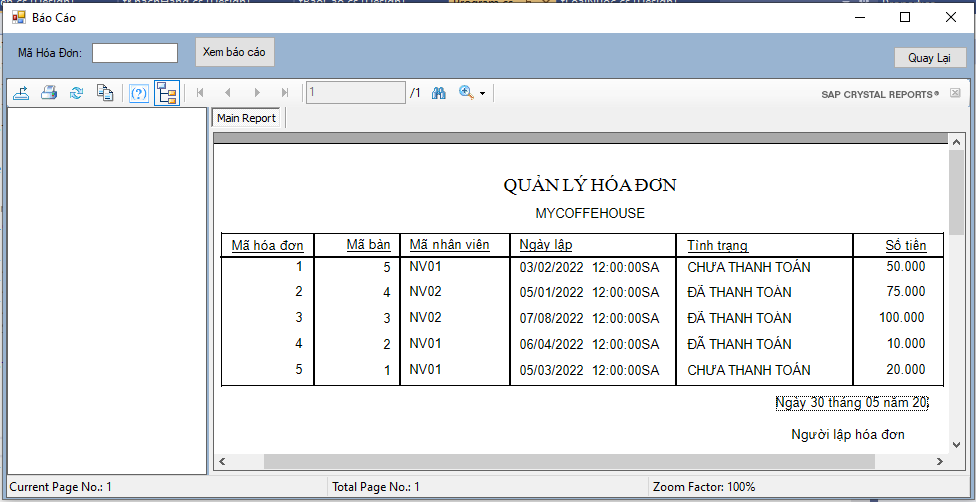 Báo Cáo
Mã Hóa Đơn:
Xem báo cáo
Quay Lại
1 /1
SAP CRYSTAL REPORTS®
Main Report
QUẢN LÝ HÓA ĐƠN
MYCOFFEHOUSE
Mã hóa đơn Mã bàn Mã nhân viên Ngày lập Tình trạng Số tiền
1 5 NV01 03/02/2022 12:00:00SA CHƯA THANH TOÁN 50.000
2 4 NV02 05/01/2022 12:00:00SA ĐÃ THANH TOÁN 75.000
3 3 NV02 07/08/2022 12:00:00SA ĐÃ THANH TOÁN 100.000
4 2 NV01 06/04/2022 12:00:00SA ĐÃ THANH TOÁN 10.000
5 1 NV01 05/03/2022 12:00:00SA CHƯA THANH TOÁN 20.000
Ngày 30 tháng 05 năm 20
Người lập hóa đơn
Current Page No.: 1 Total Page No.: 1 Zoom Factor: 100%